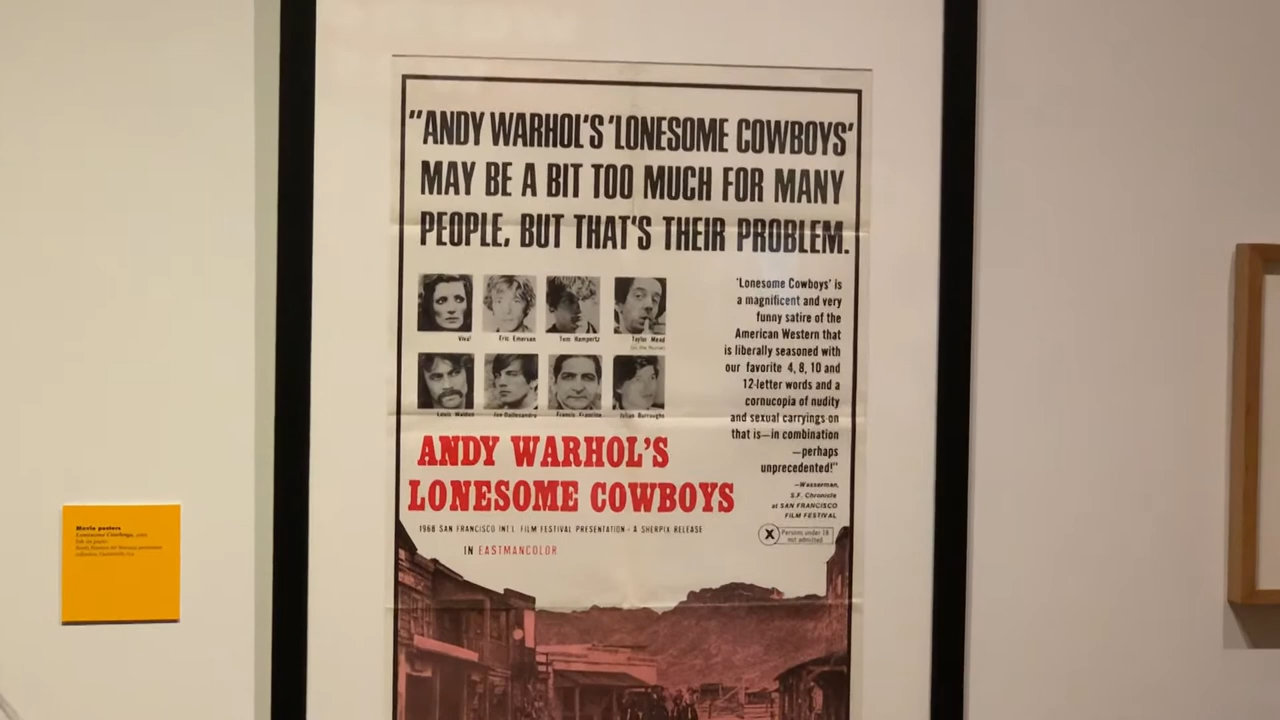 "ANDY WARHOL'S 'LONESOME COWBOYS'
MAY BE A BIT TOO MUCH FOR MANY
PEOPLE, BUT THAT'S THEIR PROBLEM.
Viva!
Eric Emerson
Tom Hompertz
Taylor Mead
Louis Waldon
Joe Dallesandro
Francis Francine
Julian Burroughs
'Lonesome Cowboys' is
a magnificent and very
funny satire of the
American Western that
is liberally seasoned with
our favorite 4, 8, 10 and
12-letter words and a
cornucopia of nudity
and sexual carryings-on
that is—in combination
—perhaps
unprecedented!"
—Wasserman,
S.F. Chronicle
at SAN FRANCISCO
FILM FESTIVAL
ANDY WARHOL'S
LONESOME COWBOYS
1968 SAN FRANCISCO INT'L FILM FESTIVAL PRESENTATION - A SHERPIX RELEASE
IN EASTMANCOLOR
X Persons under 18
not admitted
Movie posters
Lonesome Cowboys,
Ink on paper